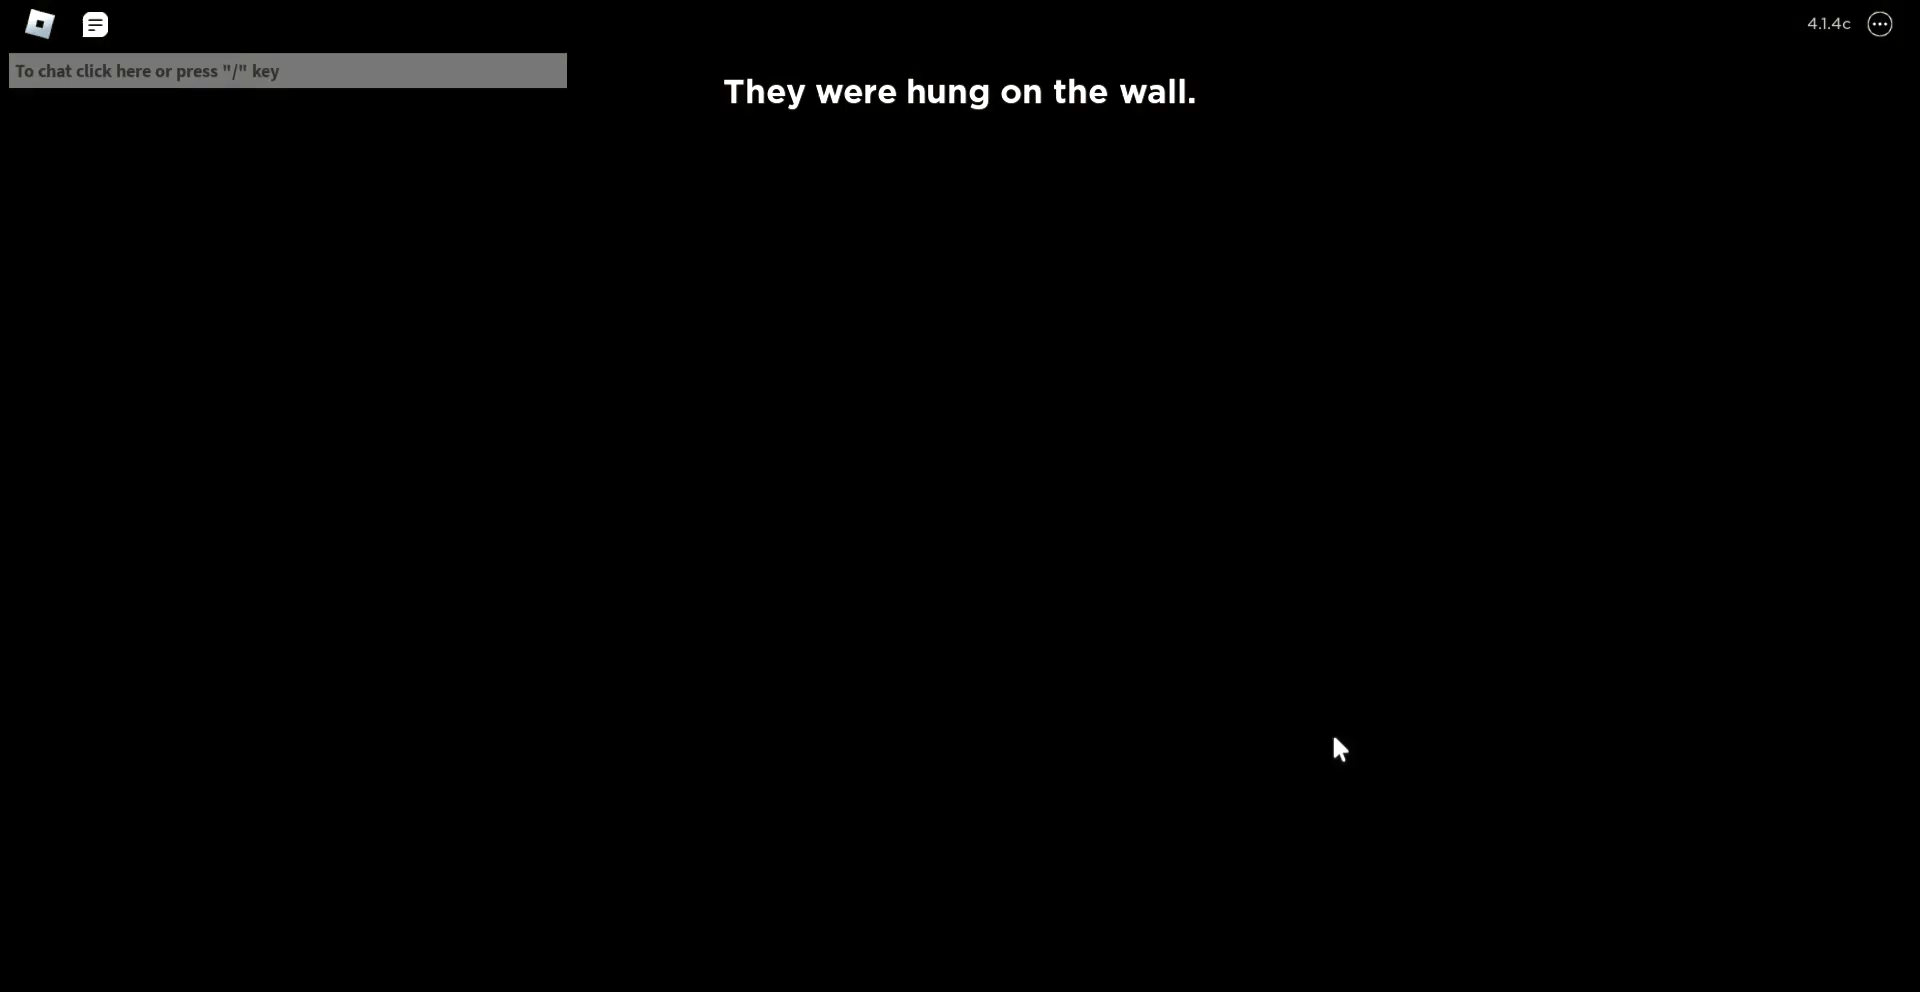 4.1.4c
To chat click here or press "/" key
They were hung on the wall.